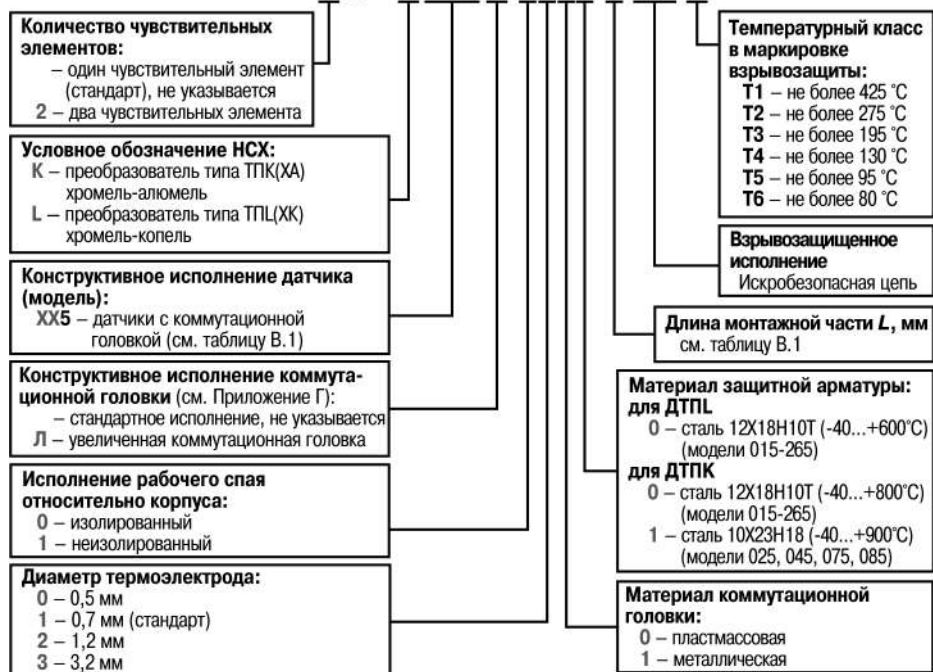 Количество чувствительных
элементов:
– один чувствительный элемент
(стандарт), не указывается
2 – два чувствительных элемента
Условное обозначение НСХ:
K – преобразователь типа ТПК(ХА)
хромель-алюмель
L – преобразователь типа ТПL(ХК)
хромель-копель
Конструктивное исполнение датчика
(модель):
ХХ5 – датчики с коммутационной
головкой (см. таблицу В.1)
Конструктивное исполнение коммута-
ционной головки (см. Приложение Г):
– стандартное исполнение, не указывается
Л – увеличенная коммутационная головка
Исполнение рабочего спая
относительно корпуса:
0 – изолированный
1 – неизолированный
Диаметр термоэлектрода:
0 – 0,5 мм
1 – 0,7 мм (стандарт)
2 – 1,2 мм
3 – 3,2 мм
Температурный класс
в маркировке
взрывозащиты:
Т1 – не более 425 °С
Т2 – не более 275 °С
Т3 – не более 195 °С
Т4 – не более 130 °С
Т5 – не более 95 °С
Т6 – не более 80 °С
Взрывозащищенное
исполнение
Искробезопасная цепь
Длина монтажной части L, мм
см. таблицу В.1
Материал защитной арматуры:
для ДТПL
0 – сталь 12Х18Н10Т (-40...+600°С)
(модели 015-265)
для ДТПК
0 – сталь 12Х18Н10Т (-40...+800°С)
(модели 015-265)
1 – сталь 10Х23Н18 (-40...+900°С)
(модели 025, 045, 075, 085)
Материал коммутационной
головки:
0 – пластмассовая
1 – металлическая